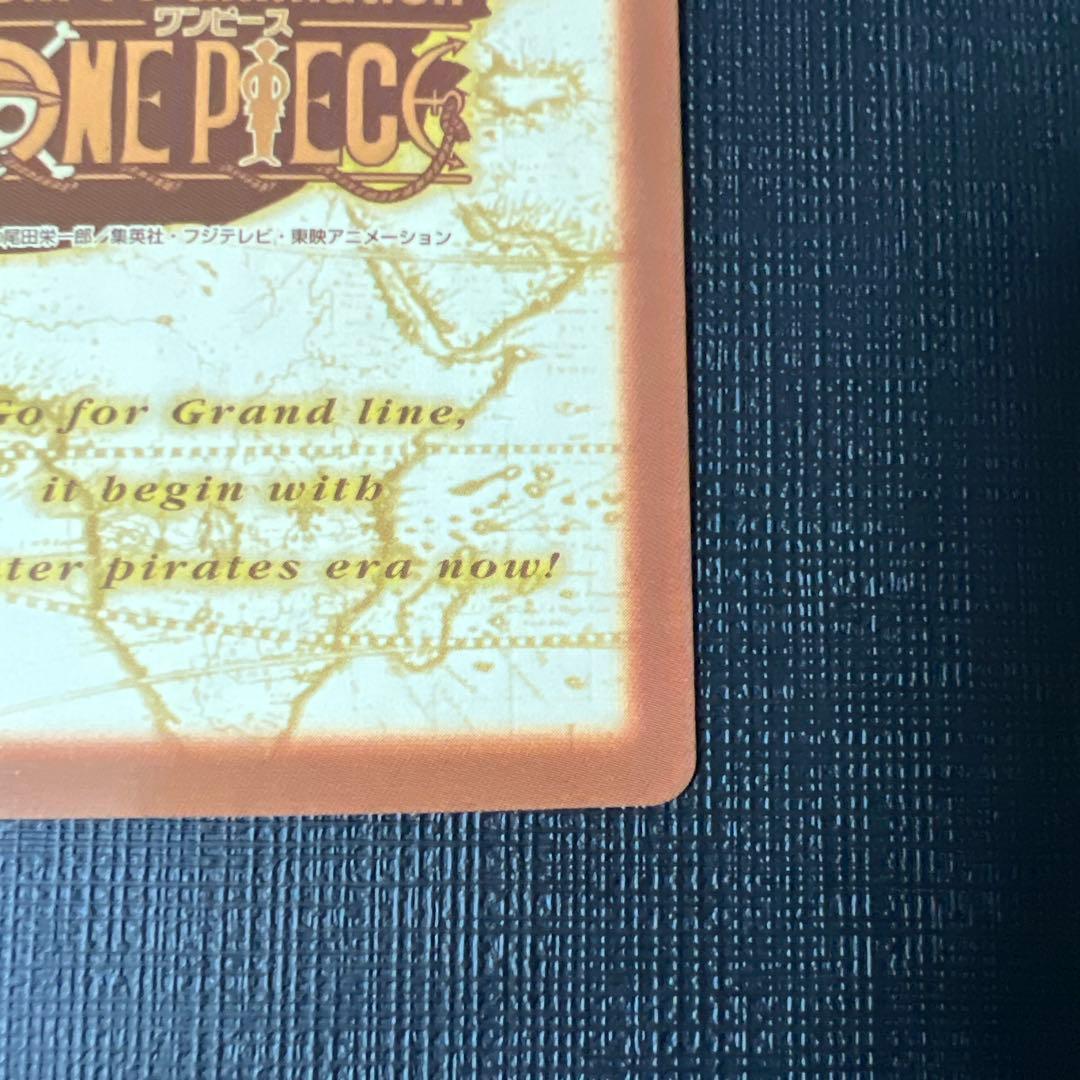 ワンピース
ONE PIECE
尾田栄一郎／集英社・フジテレビ・東映アニメーション
Go for Grand line,
it begin with
pirates era now!